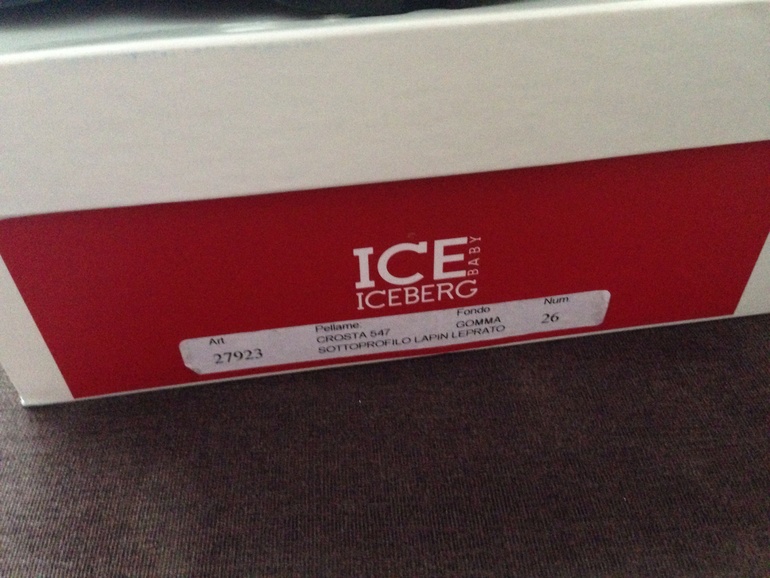 ICE BABY
ICEBERG
Art. Pellame: Fondo Num.
27923 CROSTA 547 GOMMA 26
SOTTOPROFILO LAPIN LEPRATO